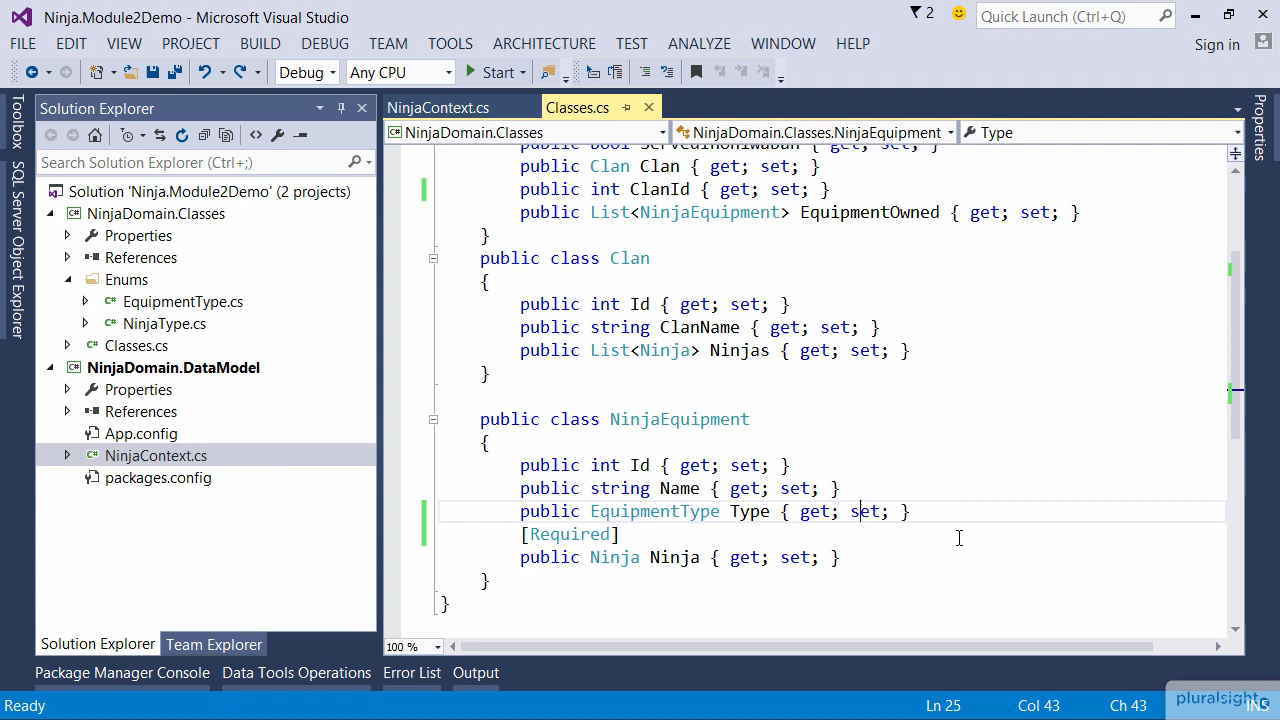 Ninja.Module2Demo - Microsoft Visual Studio
2
Quick Launch (Ctrl+Q)
FILE EDIT VIEW PROJECT BUILD DEBUG TEAM TOOLS ARCHITECTURE TEST ANALYZE WINDOW HELP
Sign in
Debug
Any CPU
Start
Toolbox
SQL Server Object Explorer
Solution Explorer
Search Solution Explorer (Ctrl+;)
Solution 'Ninja.Module2Demo' (2 projects)
NinjaDomain.Classes
Properties
References
Enums
C# EquipmentType.cs
C# NinjaType.cs
C# Classes.cs
NinjaDomain.DataModel
Properties
References
App.config
C# NinjaContext.cs
packages.config
Solution Explorer
Team Explorer
NinjaContext.cs
Classes.cs
NinjaDomain.Classes
NinjaDomain.Classes.NinjaEquipment
Type
public bool ServedInOniwaban { get; set; }
public Clan Clan { get; set; }
public int ClanId { get; set; }
public List<NinjaEquipment> EquipmentOwned { get; set; }
}
public class Clan
{
public int Id { get; set; }
public string ClanName { get; set; }
public List<Ninja> Ninjas { get; set; }
}
public class NinjaEquipment
{
public int Id { get; set; }
public string Name { get; set; }
public EquipmentType Type { get; set; }
[Required]
public Ninja Ninja { get; set; }
}
}
100 %
Properties
Package Manager Console
Data Tools Operations
Error List
Output
Ready
Ln 25
Col 43
Ch 43
INS
pluralsight